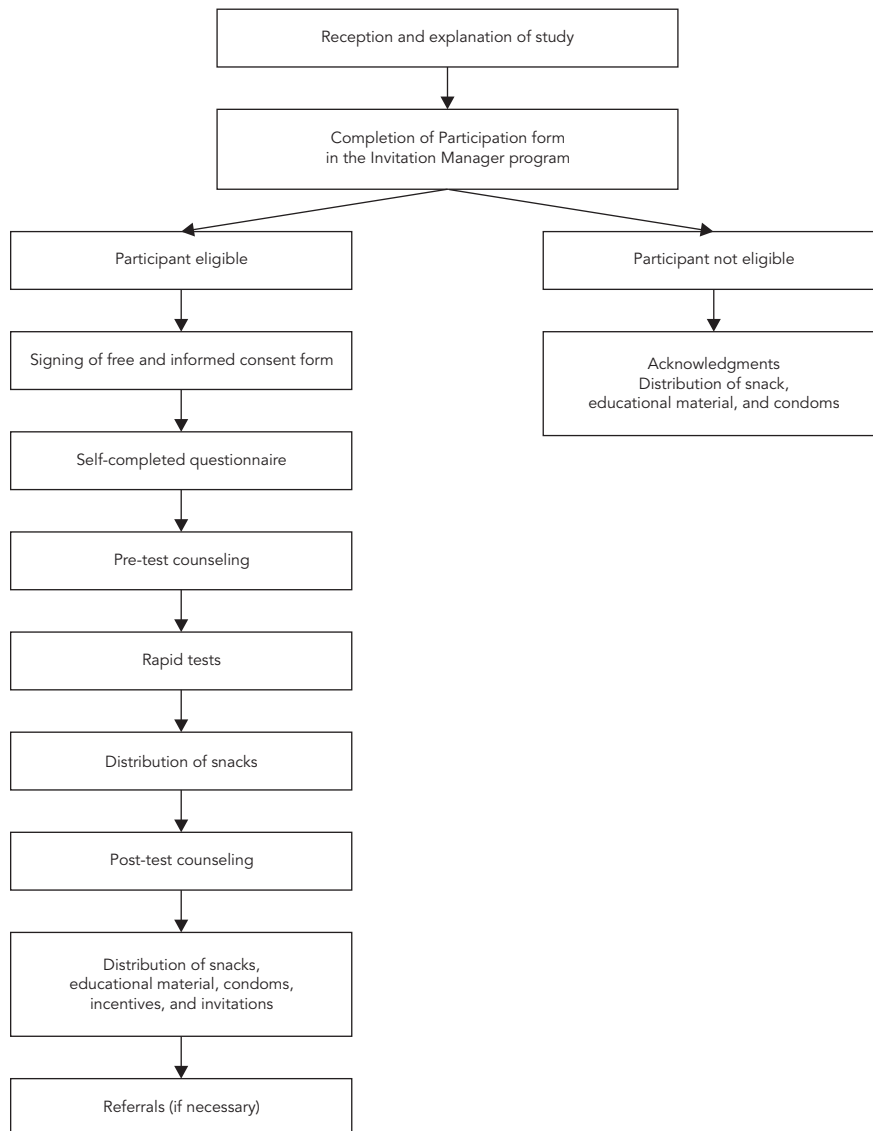 Reception and explanation of study
Completion of Participation form
in the Invitation Manager program
Participant eligible
Participant not eligible
Signing of free and informed consent form
Acknowledgments
Distribution of snack,
educational material, and condoms
Self-completed questionnaire
Pre-test counseling
Rapid tests
Distribution of snacks
Post-test counseling
Distribution of snacks,
educational material, condoms,
incentives, and invitations
Referrals (if necessary)